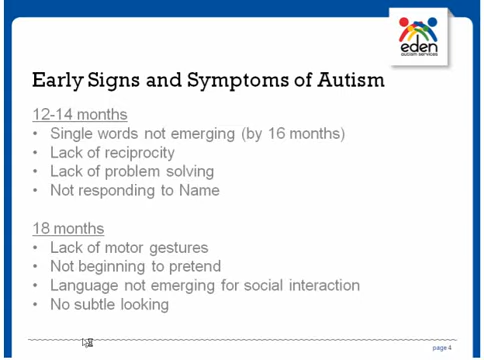 eden
autism services
Early Signs and Symptoms of Autism
12-14 months
• Single words not emerging (by 16 months)
• Lack of reciprocity
• Lack of problem solving
• Not responding to Name
18 months
• Lack of motor gestures
• Not beginning to pretend
• Language not emerging for social interaction
• No subtle looking
page 4